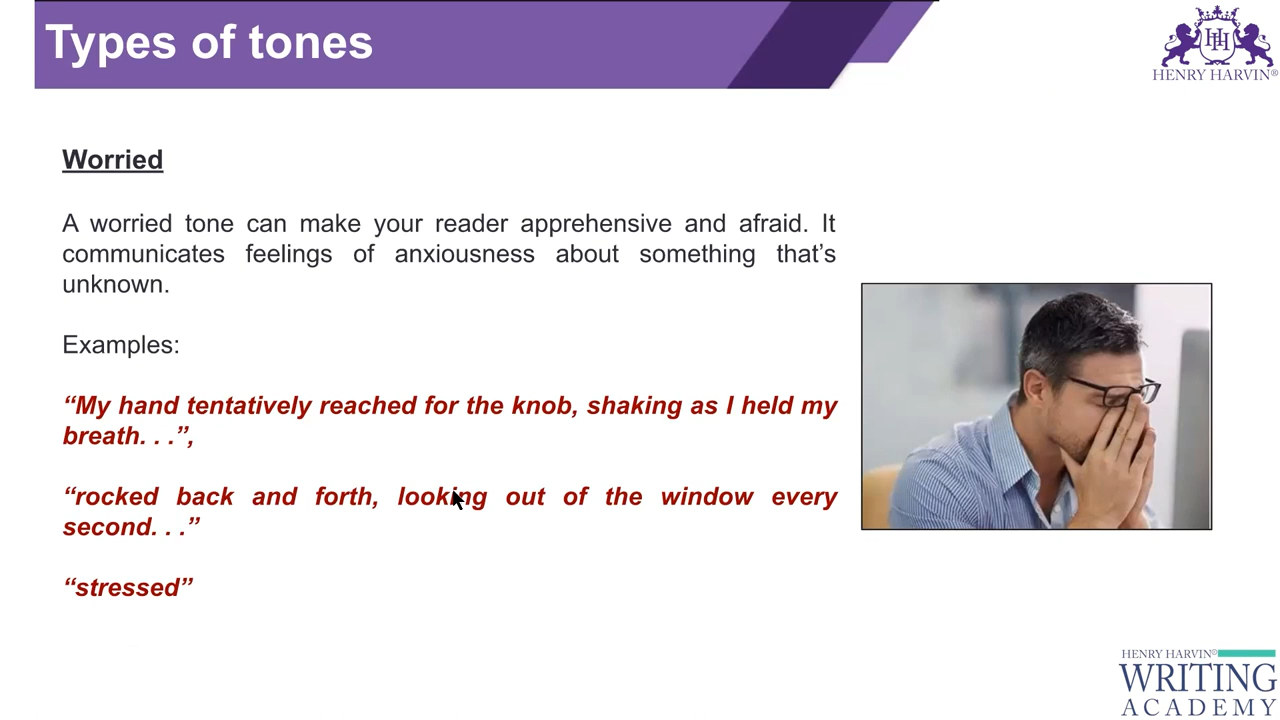 Types of tones
HENRY HARVIN®
Worried
A worried tone can make your reader apprehensive and afraid. It
communicates feelings of anxiousness about something that’s
unknown.
Examples:
“My hand tentatively reached for the knob, shaking as I held my
breath. . .”,
“rocked back and forth, looking out of the window every
second. . .”
“stressed”
HENRY HARVIN®
WRITING
ACADEMY